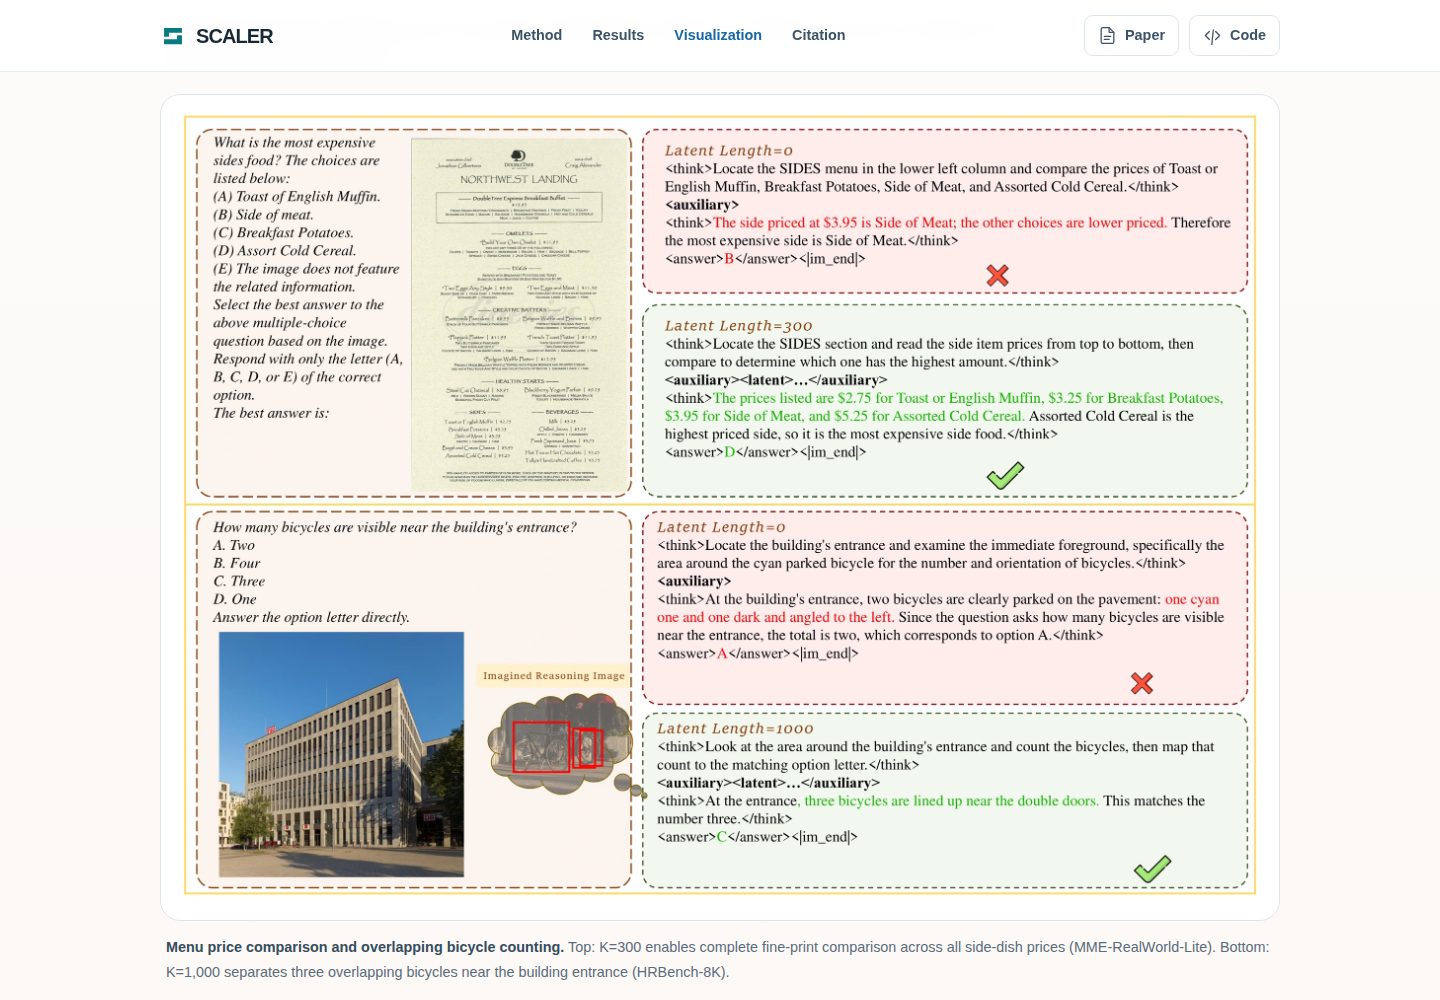 SCALER
Method
Results
Visualization
Citation
Paper
Code
What is the most expensive
sides food? The choices are
listed below:
(A) Toast of English Muffin.
(B) Side of meat.
(C) Breakfast Potatoes.
(D) Assort Cold Cereal.
(E) The image does not feature
the related information.
Select the best answer to the
above multiple-choice
question based on the image.
Respond with only the letter (A,
B, C, D, or E) of the correct
option.
The best answer is:
NORTHWEST LANDING
DoubleTree Express Breakfast Buffet
OMELETS
EGGS
CREATIVE BATTERS
HEALTHY STARTS
SIDES
BEVERAGES
Latent Length=0
<think>Locate the SIDES menu in the lower left column and compare the prices of Toast or
English Muffin, Breakfast Potatoes, Side of Meat, and Assorted Cold Cereal.</think>
<auxiliary>
<think>The side priced at $3.95 is Side of Meat; the other choices are lower priced. Therefore
the most expensive side is Side of Meat.</think>
<answer>B</answer><|im_end|>
Latent Length=300
<think>Locate the SIDES section and read the side item prices from top to bottom, then
compare to determine which one has the highest amount.</think>
<auxiliary><latent>...</auxiliary>
<think>The prices listed are $2.75 for Toast or English Muffin, $3.25 for Breakfast Potatoes,
$3.95 for Side of Meat, and $5.25 for Assorted Cold Cereal. Assorted Cold Cereal is the
highest priced side, so it is the most expensive side food.</think>
<answer>D</answer><|im_end|>
How many bicycles are visible near the building's entrance?
A. Two
B. Four
C. Three
D. One
Answer the option letter directly.
Imagined Reasoning Image
Latent Length=0
<think>Locate the building's entrance and examine the immediate foreground, specifically the
area around the cyan parked bicycle for the number and orientation of bicycles.</think>
<auxiliary>
<think>At the building's entrance, two bicycles are clearly parked on the pavement: one cyan
one and one dark and angled to the left. Since the question asks how many bicycles are visible
near the entrance, the total is two, which corresponds to option A.</think>
<answer>A</answer><|im_end|>
Latent Length=1000
<think>Look at the area around the building's entrance and count the bicycles, then map that
count to the matching option letter.</think>
<auxiliary><latent>...</auxiliary>
<think>At the entrance, three bicycles are lined up near the double doors. This matches the
number three.</think>
<answer>C</answer><|im_end|>
Menu price comparison and overlapping bicycle counting. Top: K=300 enables complete fine-print comparison across all side-dish prices (MME-RealWorld-Lite). Bottom:
K=1,000 separates three overlapping bicycles near the building entrance (HRBench-8K).